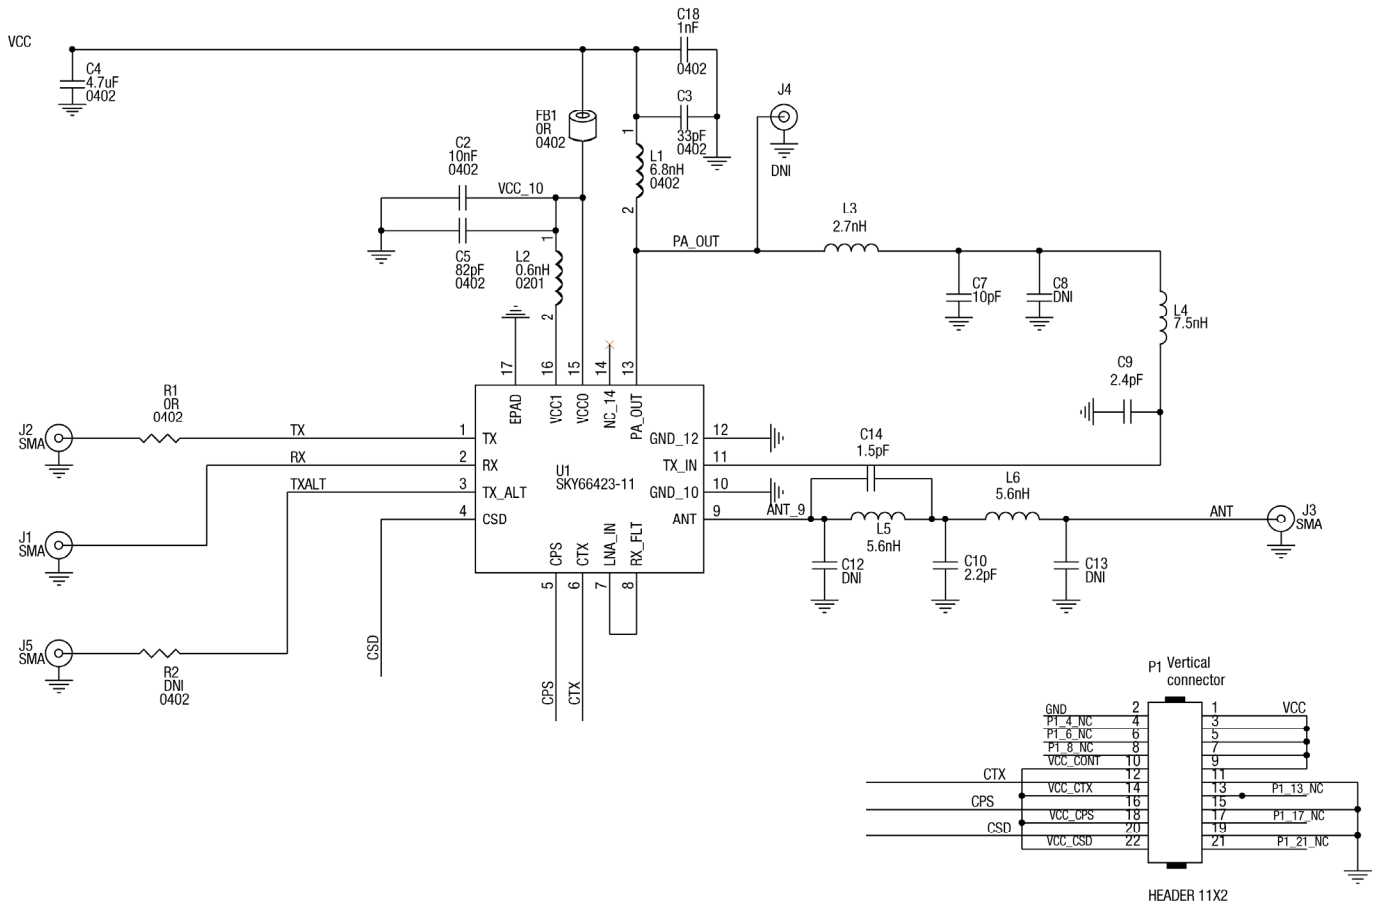 VCC
C4
4.7uF
0402
C18
1nF
0402
C3
33pF
0402
J4
DNI
FB1
0R
0402
C2
10nF
0402
VCC_10
1
L1
6.8nH
0402
2
C5
82pF
0402
1
L2
0.6nH
0201
2
PA_OUT
L3
2.7nH
C7
10pF
C8
DNI
L4
7.5nH
C9
2.4pF
17
16
15
14
13
EPAD
VCC1
VCC0
NC_14
PA_OUT
R1
0R
0402
J2
SMA
TX
1
TX
RX
2
RX
TXALT
3
TX_ALT
4
CSD
U1
SKY66423-11
GND_12
12
TX_IN
11
GND_10
10
ANT
9
CPS
CTX
LNA_IN
RX_FLT
5
6
7
8
J1
SMA
J5
SMA
R2
DNI
0402
CSD
CPS
CTX
C14
1.5pF
ANT_9
L5
5.6nH
L6
5.6nH
ANT
J3
SMA
C12
DNI
C10
2.2pF
C13
DNI
P1 Vertical
connector
GND 2 1 VCC
P1_4_NC 4 3
P1_6_NC 6 5
P1_8_NC 8 7
VCC_CONT 10 9
CTX 12 11
VCC_CTX 14 13 P1_13_NC
CPS 16 15
VCC_CPS 18 17 P1_17_NC
CSD 20 19
VCC_CSD 22 21 P1_21_NC
HEADER 11X2